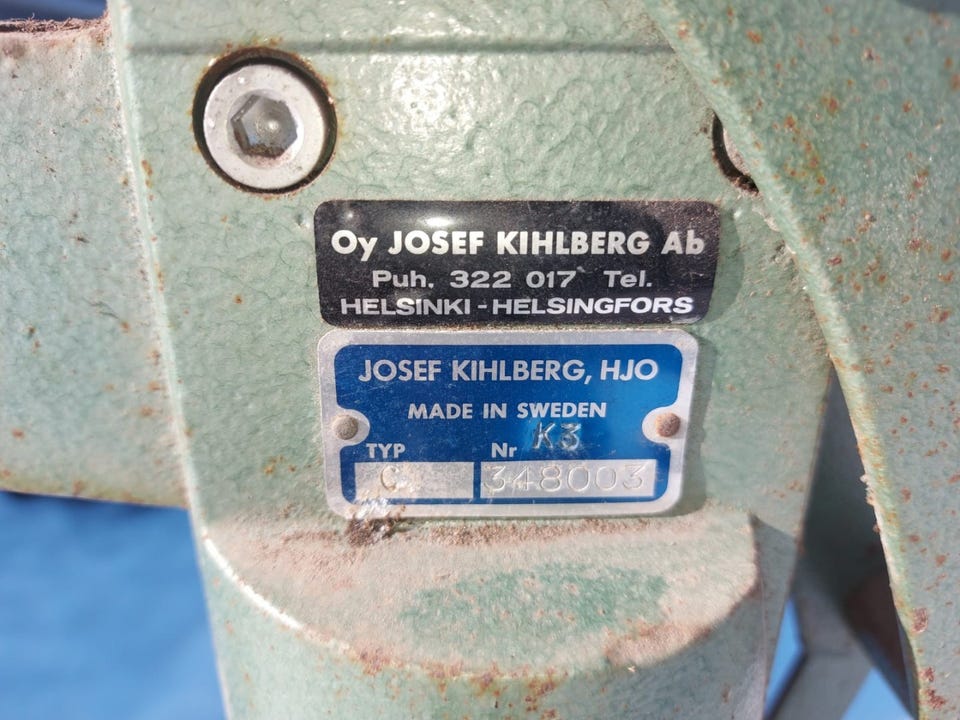 Oy JOSEF KIHLBERG Ab
Puh. 322 017 Tel.
HELSINKI - HELSINGFORS
JOSEF KIHLBERG, HJO
MADE IN SWEDEN
TYP Nr K3
C 348003